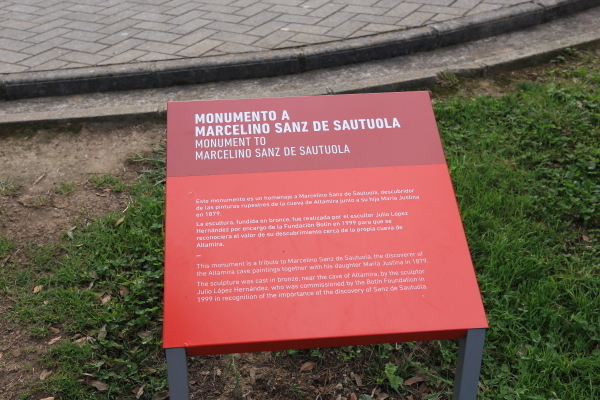 MONUMENTO A
MARCELINO SANZ DE SAUTUOLA
MONUMENT TO
MARCELINO SANZ DE SAUTUOLA
Este monumento es un homenaje a Marcelino Sanz de Sautuola, descubridor
de las pinturas rupestres de la cueva de Altamira junto a su hija María Justina
en 1879.
La escultura, fundida en bronce, fue realizada por el escultor Julio López
Hernández por encargo de la Fundación Botín en 1999 para que se
reconociera el valor de su descubrimiento cerca de la propia cueva de
Altamira.
—
This monument is a tribute to Marcelino Sanz de Sautuola, the discoverer of
the Altamira cave paintings together with his daughter María Justina in 1879.
The sculpture was cast in bronze, near the cave of Altamira, by the sculptor
Julio López Hernández, who was commissioned by the Botín Foundation in
1999 in recognition of the importance of the discovery of Sanz de Sautuola.